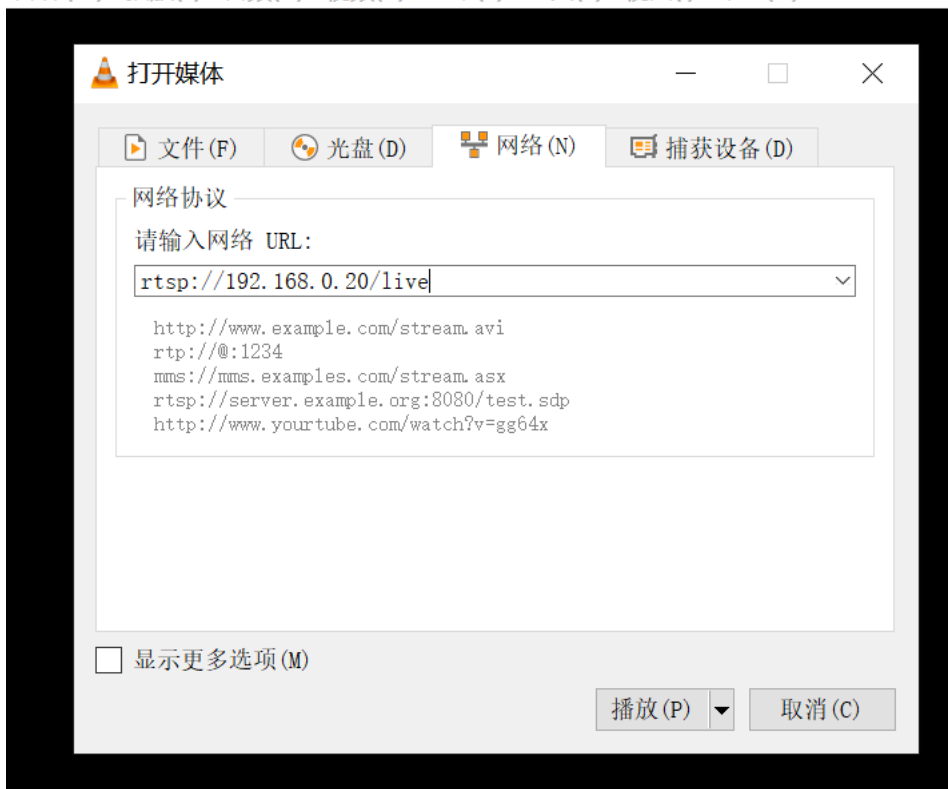 打开媒体
文件(F) 光盘(D) 网络(N) 捕获设备(D)
网络协议
请输入网络 URL:
rtsp://192.168.0.20/live
http://www.example.com/stream.avi
rtp://@:1234
mms://mms.examples.com/stream.asx
rtsp://server.example.org:8080/test.sdp
http://www.yourtube.com/watch?v=gg64x
显示更多选项(M)
播放(P) 取消(C)